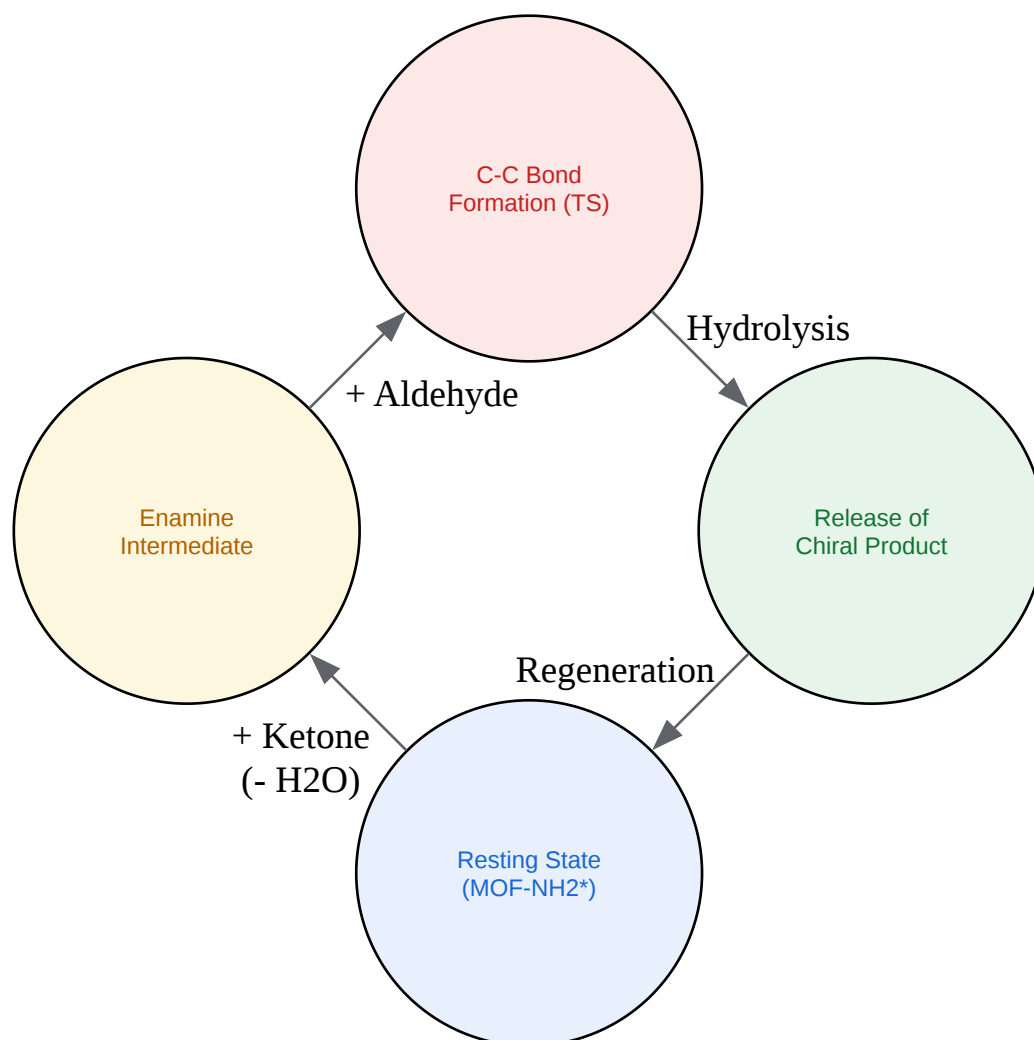 C-C Bond
Formation (TS)
Hydrolysis
+ Aldehyde
Enamine
Intermediate
Release of
Chiral Product
Regeneration
+ Ketone
(- H2O)
Resting State
(MOF-NH2*)